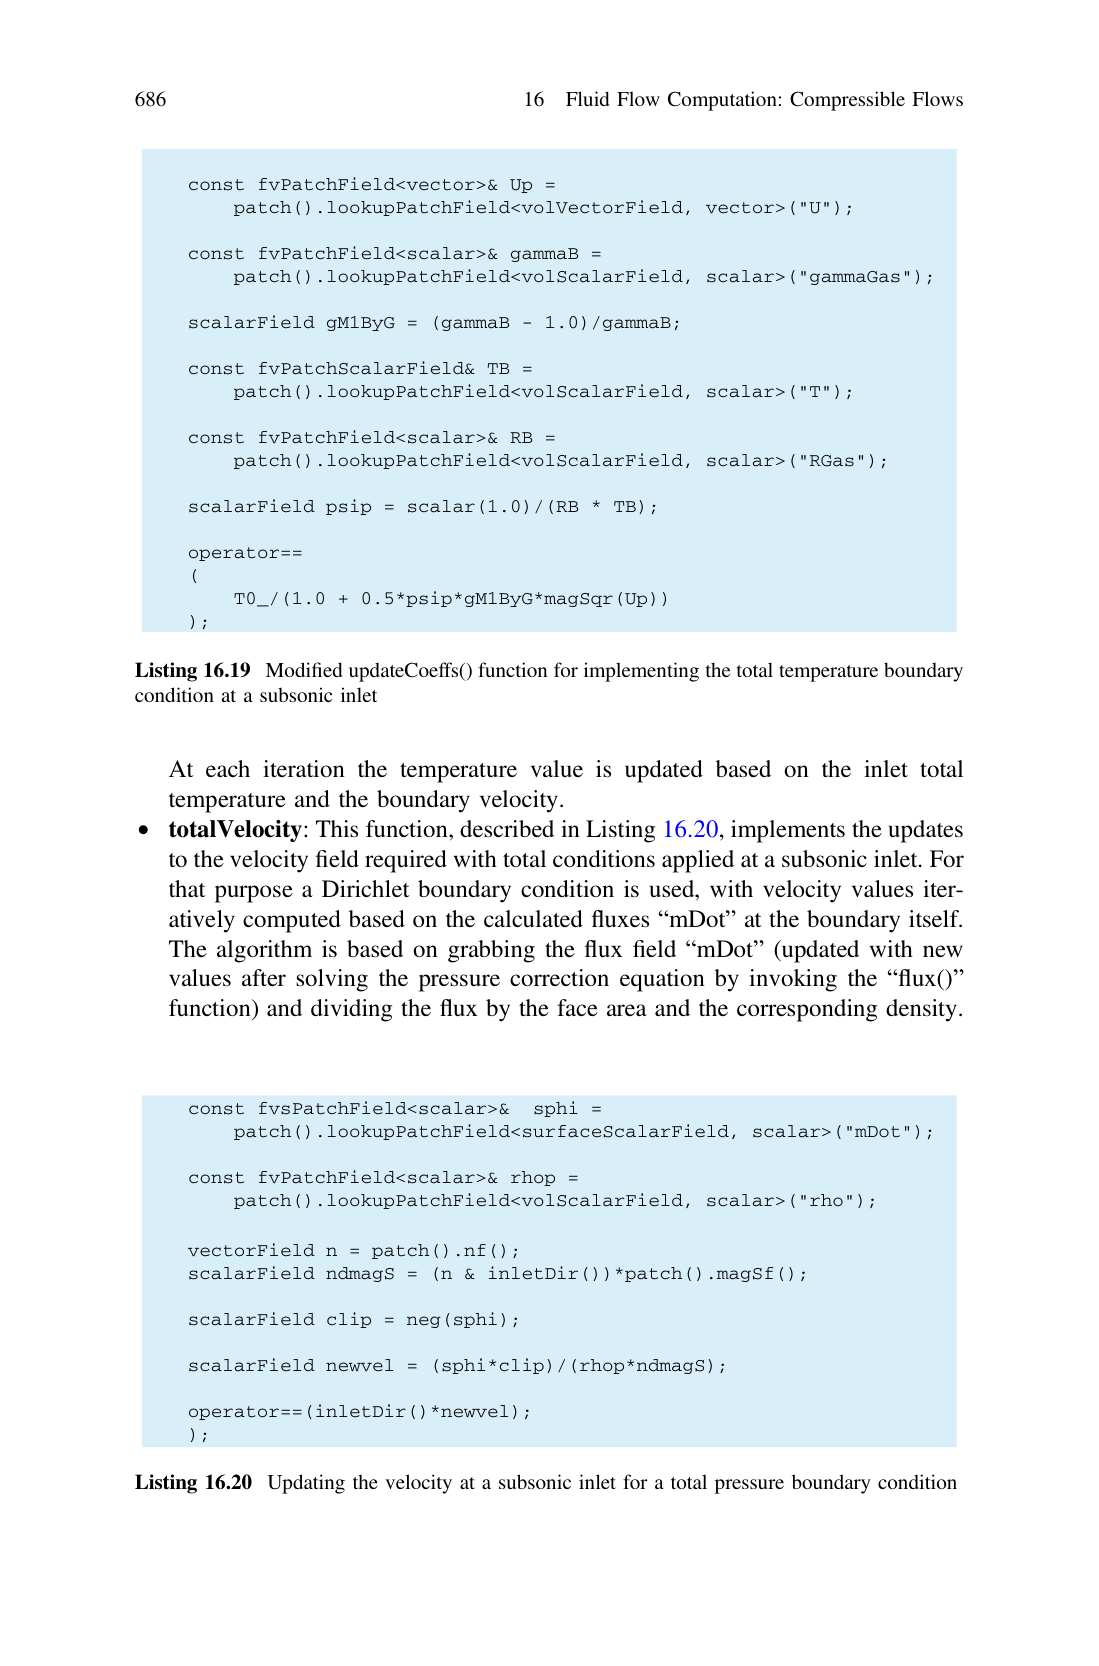 686 16 Fluid Flow Computation: Compressible Flows
const fvPatchField<vector>& Up =
    patch().lookupPatchField<volVectorField, vector>("U");
const fvPatchField<scalar>& gammaB =
    patch().lookupPatchField<volScalarField, scalar>("gammaGas");
scalarField gM1ByG = (gammaB - 1.0)/gammaB;
const fvPatchScalarField& TB =
    patch().lookupPatchField<volScalarField, scalar>("T");
const fvPatchField<scalar>& RB =
    patch().lookupPatchField<volScalarField, scalar>("RGas");
scalarField psip = scalar(1.0)/(RB * TB);
operator==
(
    T0_/(1.0 + 0.5*psip*gM1ByG*magSqr(Up))
);
Listing 16.19 Modified updateCoeffs() function for implementing the total temperature boundary
condition at a subsonic inlet
At each iteration the temperature value is updated based on the inlet total
temperature and the boundary velocity.
• totalVelocity: This function, described in Listing 16.20, implements the updates
to the velocity field required with total conditions applied at a subsonic inlet. For
that purpose a Dirichlet boundary condition is used, with velocity values iter-
atively computed based on the calculated fluxes “mDot” at the boundary itself.
The algorithm is based on grabbing the flux field “mDot” (updated with new
values after solving the pressure correction equation by invoking the “flux()”
function) and dividing the flux by the face area and the corresponding density.
const fvsPatchField<scalar>&  sphi =
    patch().lookupPatchField<surfaceScalarField, scalar>("mDot");
const fvPatchField<scalar>& rhop =
    patch().lookupPatchField<volScalarField, scalar>("rho");
vectorField n = patch().nf();
scalarField ndmagS = (n & inletDir())*patch().magSf();
scalarField clip = neg(sphi);
scalarField newvel = (sphi*clip)/(rhop*ndmagS);
operator==(inletDir()*newvel);
);
Listing 16.20 Updating the velocity at a subsonic inlet for a total pressure boundary condition